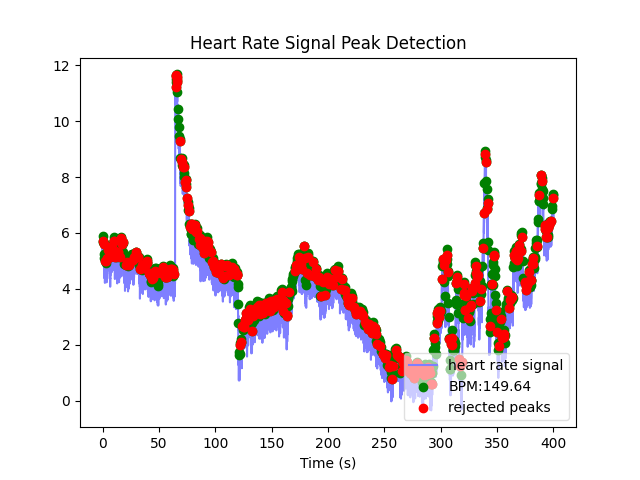 Heart Rate Signal Peak Detection
12
10
8
6
4
2
0
heart rate signal
BPM:149.64
rejected peaks
0 50 100 150 200 250 300 350 400
Time (s)